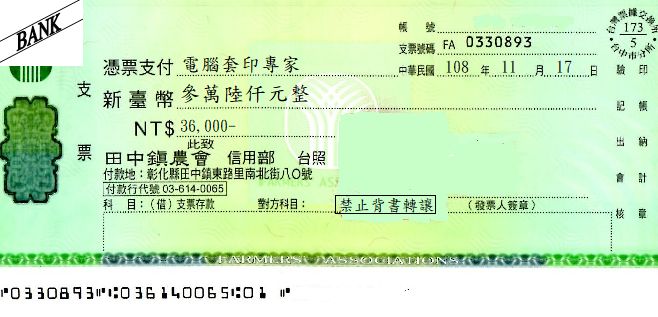 BANK
帳 號
支票號碼 FA 0330893
台灣票據交換所
173
5
台中市分所
憑票支付 電腦套印專家
中華民國 108 年 11 月 17 日
支票
新臺幣 參萬陸仟元整
NT$ 36,000-
此致
田中鎮農會 信用部 台照
付款地：彰化縣田中鎮東路里南北街八〇號
付款行代號 03-614-0065
科 目：（借）支票存款 對方科目：
禁止背書轉讓
（發票人簽章）
驗印
記帳
出納
會計
核章
FARMERS' ASSOCIATIONS
⑈0330893⑈⑆036140065⑆01 ⑈